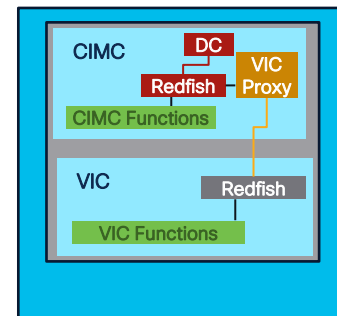 CIMC
DC
VIC
Proxy
Redfish
CIMC Functions
VIC
Redfish
VIC Functions